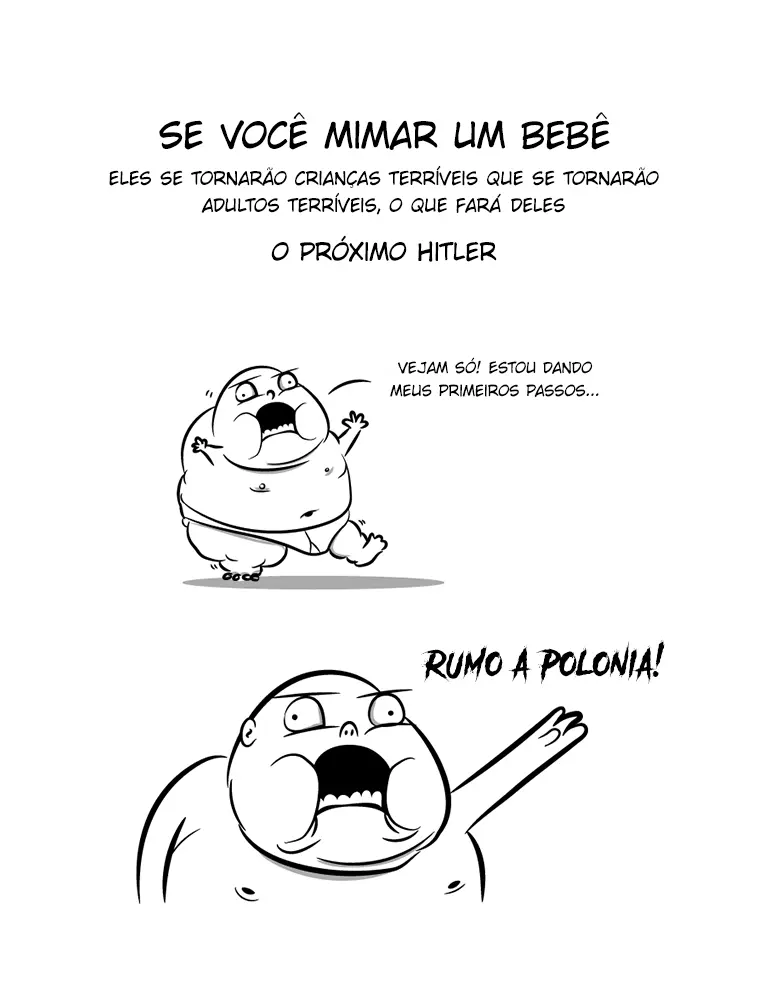 SE VOCÊ MIMAR UM BEBÊ
ELES SE TORNARÃO CRIANÇAS TERRÍVEIS QUE SE TORNARÃO
ADULTOS TERRÍVEIS, O QUE FARÁ DELES
O PRÓXIMO HITLER
VEJAM SÓ! ESTOU DANDO
MEUS PRIMEIROS PASSOS...
RUMO A POLONIA!